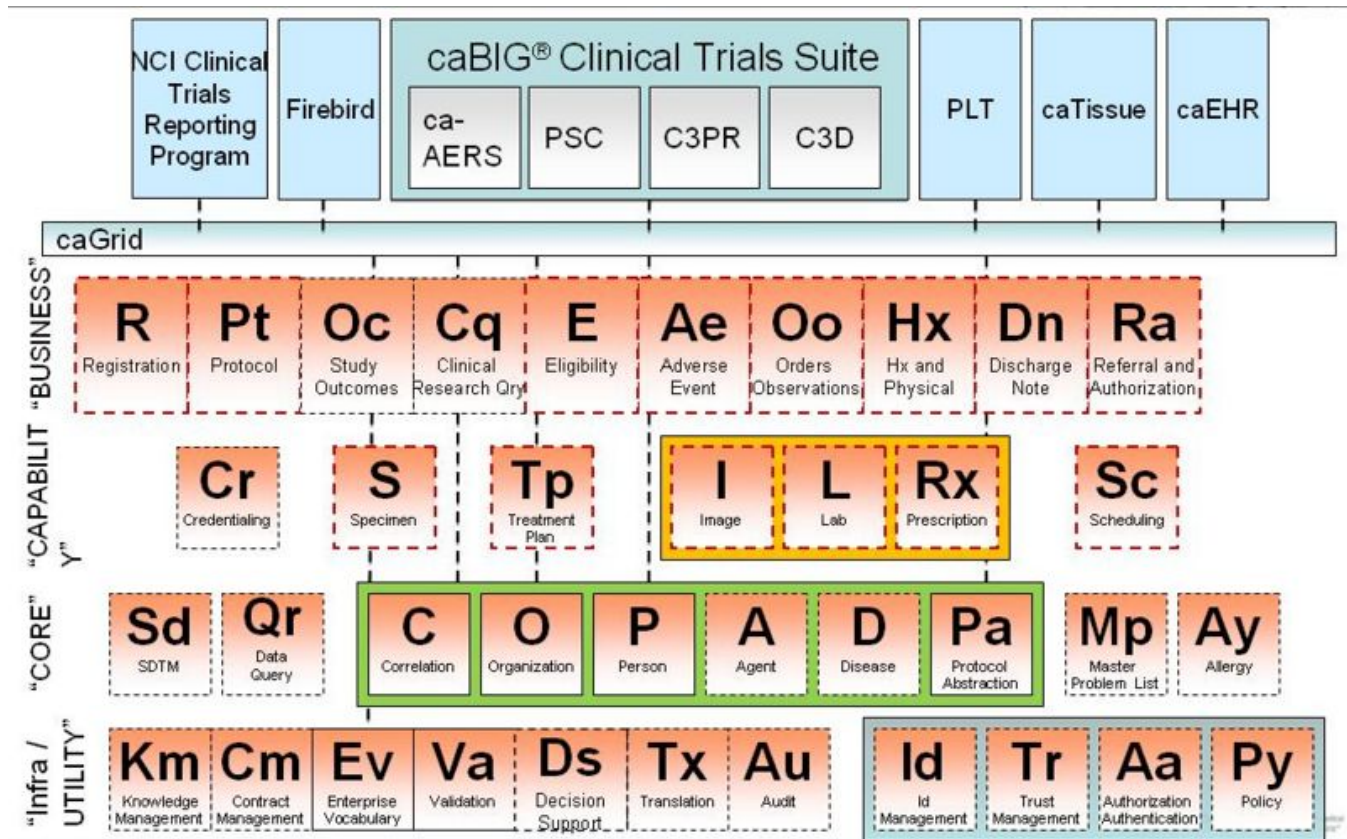 NCI Clinical
Trials
Reporting
Program
Firebird
caBIG® Clinical Trials Suite
ca-
AERS
PSC
C3PR
C3D
PLT
caTissue
caEHR
caGrid
"BUSINESS"
R
Registration
Pt
Protocol
Oc
Study
Outcomes
Cq
Clinical
Research Qry
E
Eligibility
Ae
Adverse
Event
Oo
Orders
Observations
Hx
Hx and
Physical
Dn
Discharge
Note
Ra
Referral and
Authorization
"CAPABILIT
Y"
Cr
Credentialing
S
Specimen
Tp
Treatment
Plan
I
Image
L
Lab
Rx
Prescription
Sc
Scheduling
"CORE"
Sd
SDTM
Qr
Data
Query
C
Correlation
O
Organization
P
Person
A
Agent
D
Disease
Pa
Protocol
Abstraction
Mp
Master
Problem List
Ay
Allergy
"Infra /
UTILITY"
Km
Knowledge
Management
Cm
Contract
Management
Ev
Enterprise
Vocabulary
Va
Validation
Ds
Decision
Support
Tx
Translation
Au
Audit
Id
Id
Management
Tr
Trust
Management
Aa
Authorization
Authentication
Py
Policy